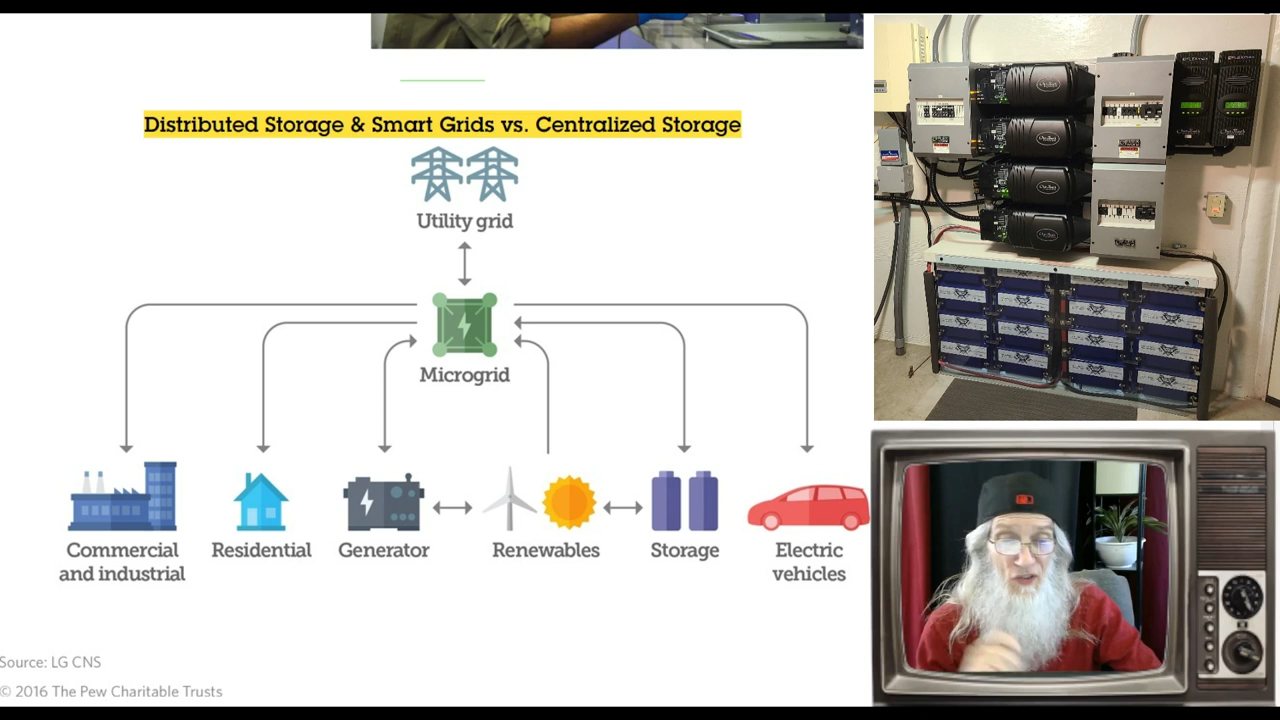 Distributed Storage & Smart Grids vs. Centralized Storage
Utility grid
Microgrid
Commercial
and industrial
Residential
Generator
Renewables
Storage
Electric
vehicles
Source: LG CNS
© 2016 The Pew Charitable Trusts